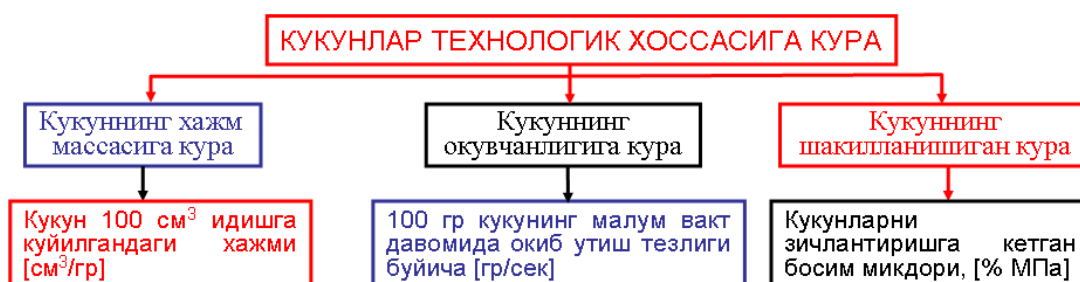 КУКУНЛАР ТЕХНОЛОГИК ХОССАСИГА КУРА
Кукуннинг хажм
массасига кура
Кукуннинг
окувчанлигига кура
Кукуннинг
шакилланишиган кура
Кукун 100 см³ идишга
куйилгандаги хажми
[см³/гр]
100 гр кукунинг малум вакт
давомида окиб утиш тезлиги
буйича [гр/сек]
Кукунларни
зичлантиришга кетган
босим микдори, [% МПа]